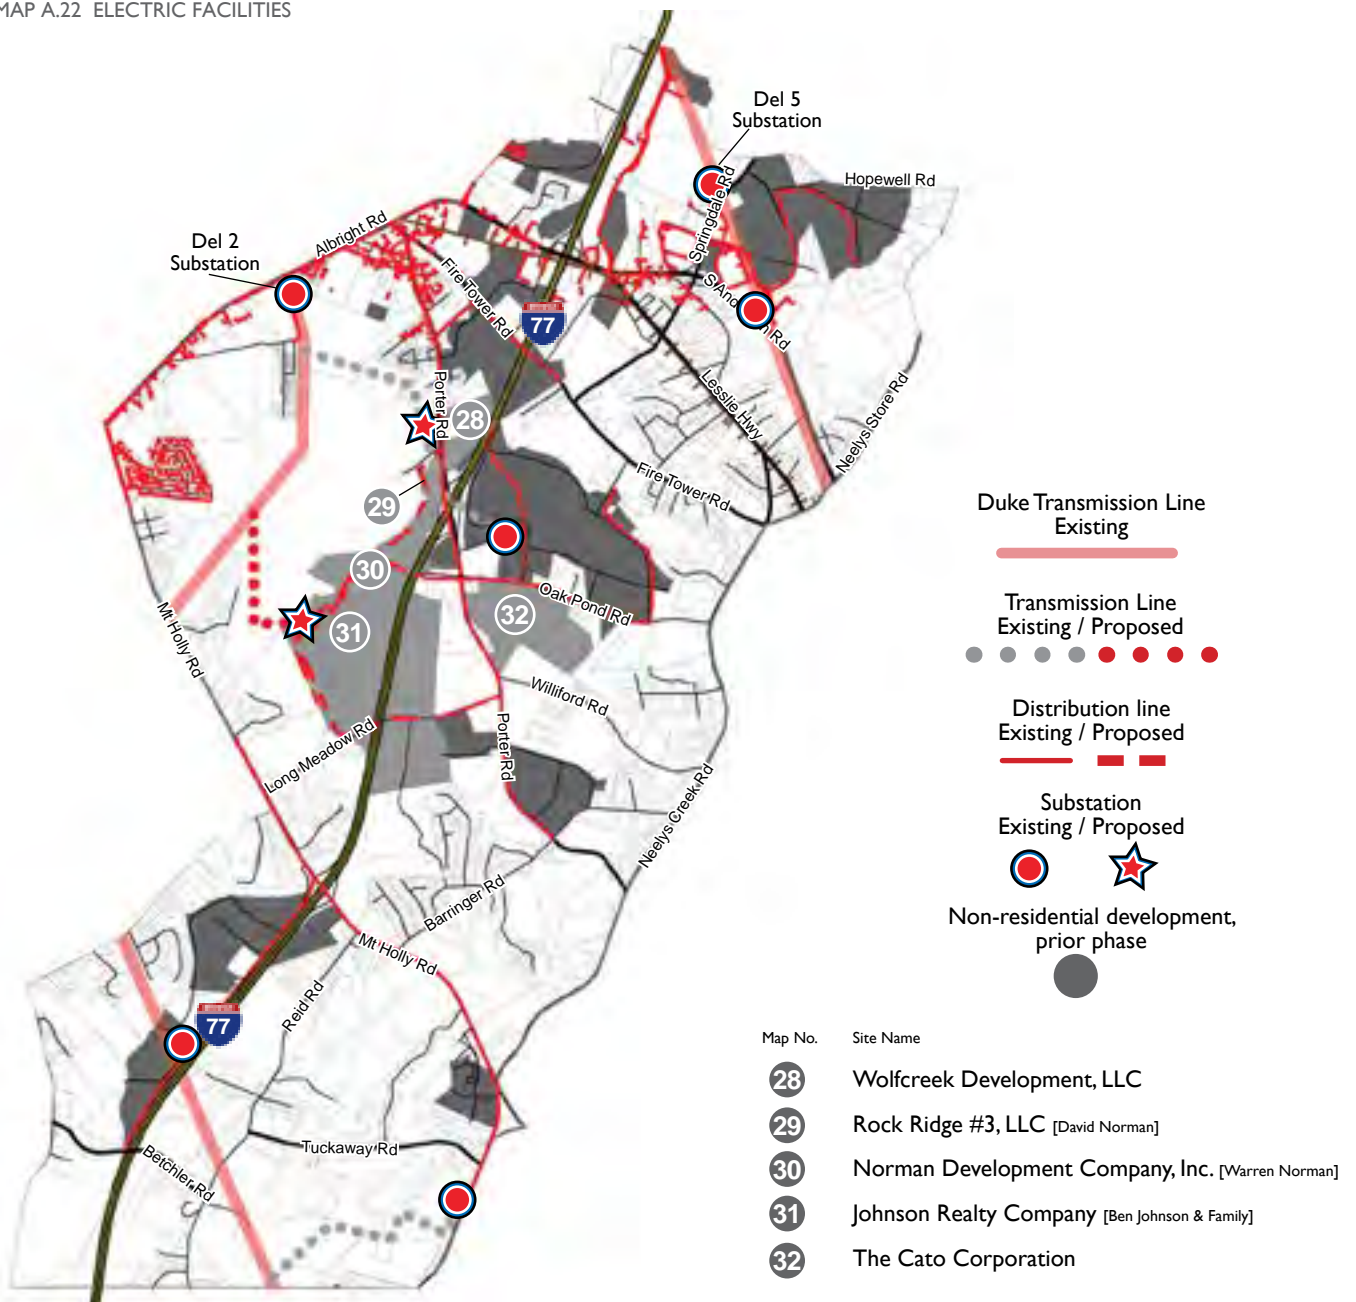 MAP A.22 ELECTRIC FACILITIES
Del 5
Substation
Hopewell Rd
Springdale Rd
Albright Rd
Del 2
Substation
Fire Tower Rd
77
S Anderson Rd
Porter Rd
28
Lesslie Hwy
Neelys Store Rd
Fire Tower Rd
29
30
Oak Pond Rd
32
31
Mt Holly Rd
Williford Rd
Porter Rd
Long Meadow Rd
Neelys Creek Rd
Barringer Rd
Mt Holly Rd
Reid Rd
77
Tuckaway Rd
Betchler Rd
Duke Transmission Line
Existing
Transmission Line
Existing / Proposed
Distribution line
Existing / Proposed
Substation
Existing / Proposed
Non-residential development,
prior phase
Map No. Site Name
28 Wolfcreek Development, LLC
29 Rock Ridge #3, LLC [David Norman]
30 Norman Development Company, Inc. [Warren Norman]
31 Johnson Realty Company [Ben Johnson & Family]
32 The Cato Corporation